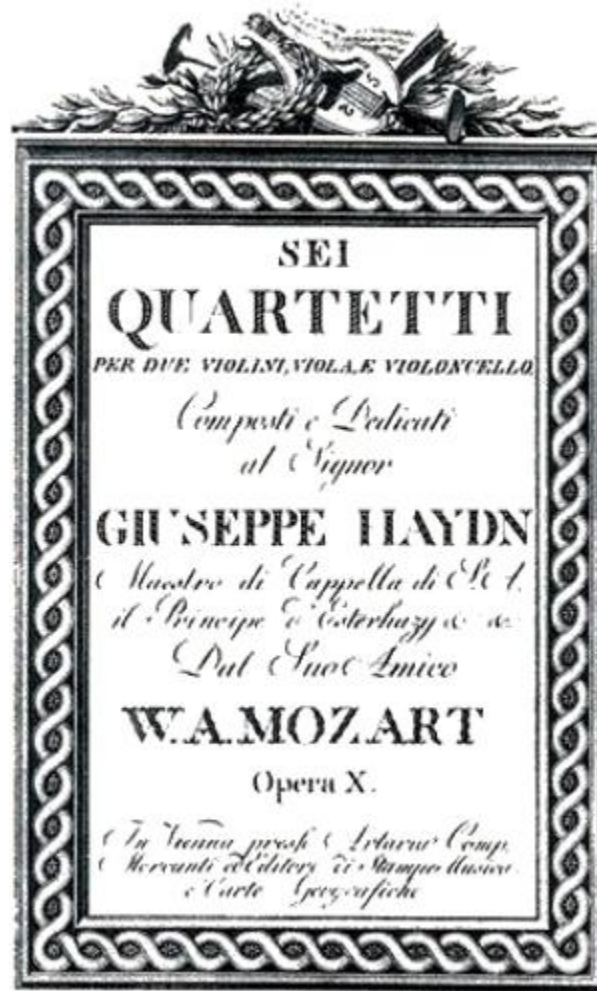 SEI
QUARTETTI
PER DUE VIOLINI, VIOLA, E VIOLONCELLO,
Composti e Dedicati
al Signor
GIUSEPPE HAYDN
Maestro di Cappella di S. A.
il Principe d'Esterhazy & &
Dal Suo Amico
W. A. MOZART
Opera X.
In Vienna presso Artaria Comp.
Mercanti ed Editori di Stampe Musica
e Carte Geografiche